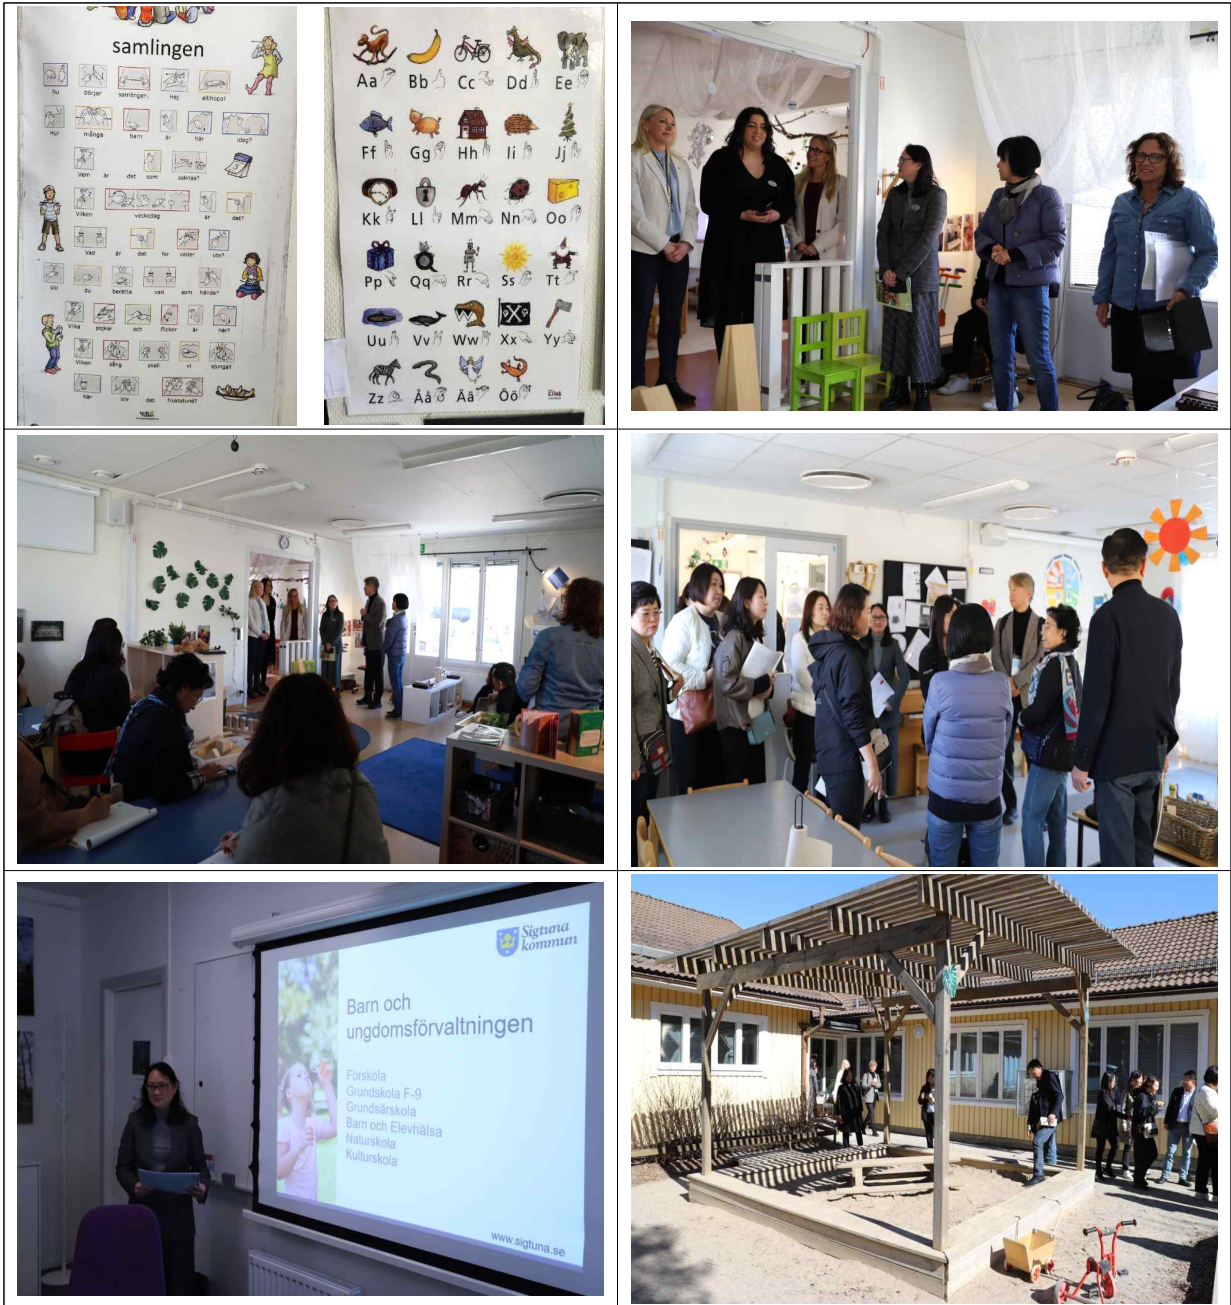 samlingen
Nu börjar samlingen. Hej allihopa!
Hur många barn är här idag?
Vem är det som saknas?
Vilken veckodag är det?
Vad är det för väder ute?
Vill du berätta vad som hände?
Vilka pojkar och flickor är här?
Vilken sång skall vi sjunga?
här blir det fruktstund?
Aa Bb Cc Dd Ee
Ff Gg Hh Ii Jj
Kk Ll Mm Nn Oo
Pp Qq Rr Ss Tt
Uu Vv Ww Xx Yy
Zz Åå Ää Öö
Sigtuna
kommun
Barn och
ungdomsförvaltningen
Förskola
Grundskola F-9
Grundsärskola
Barn och Elevhälsa
Naturskola
Kulturskola
www.sigtuna.se